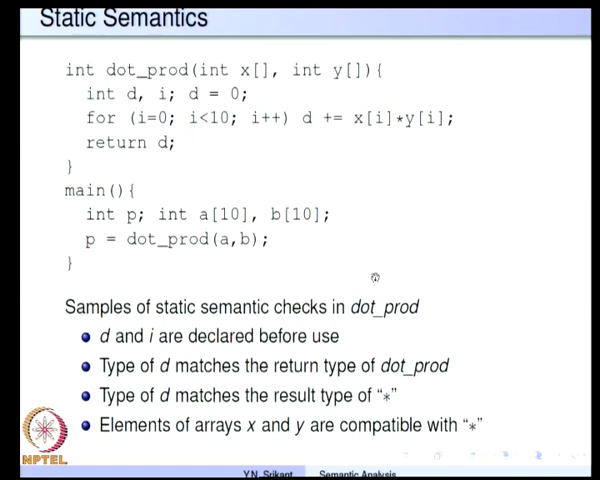 Static Semantics
int dot_prod(int x[], int y[]){
int d, i; d = 0;
for (i=0; i<10; i++) d += x[i]*y[i];
return d;
}
main(){
int p; int a[10], b[10];
p = dot_prod(a,b);
}
Samples of static semantic checks in dot_prod
d and i are declared before use
Type of d matches the return type of dot_prod
Type of d matches the result type of “*”
Elements of arrays x and y are compatible with “*”
NPTEL
Y.N. Srikant Semantic Analysis